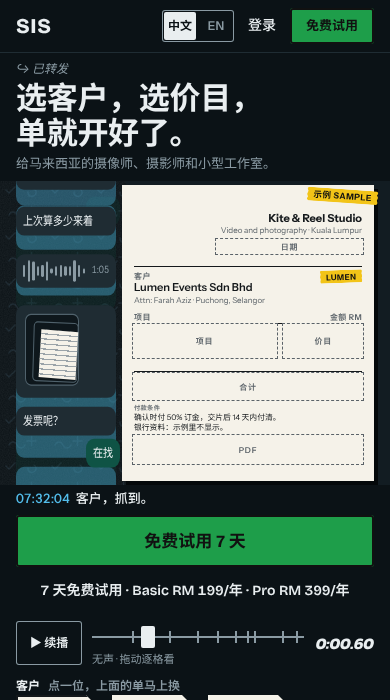 SIS
中文 EN 登录 免费试用
↪ 已转发
选客户，选价目，
单就开好了。
给马来西亚的摄像师、摄影师和小型工作室。
上次算多少来着
1:05
发票呢？
在找
示例 SAMPLE
Kite & Reel Studio
Video and photography · Kuala Lumpur
日期
客户
LUMEN
Lumen Events Sdn Bhd
Attn: Farah Aziz · Puchong, Selangor
项目 金额 RM
项目 价目
合计
付款条件
确认时付 50% 订金，交片后 14 天内付清。
银行资料：示例里不显示。
PDF
07:32:04 客户，抓到。
免费试用 7 天
7 天免费试用 · Basic RM 199/年 · Pro RM 399/年
▶ 续播
0:00.60
无声 · 拖动逐格看
客户 点一位，上面的单马上换